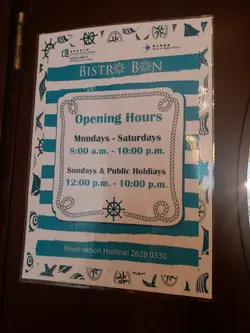 BISTRO BON
Opening Hours
Mondays - Saturdays
8:00 a.m. - 10:00 p.m.
Sundays & Public Holdiays
12:00 p.m. - 10:00 p.m.
Reservation Hotline: 2628 0330